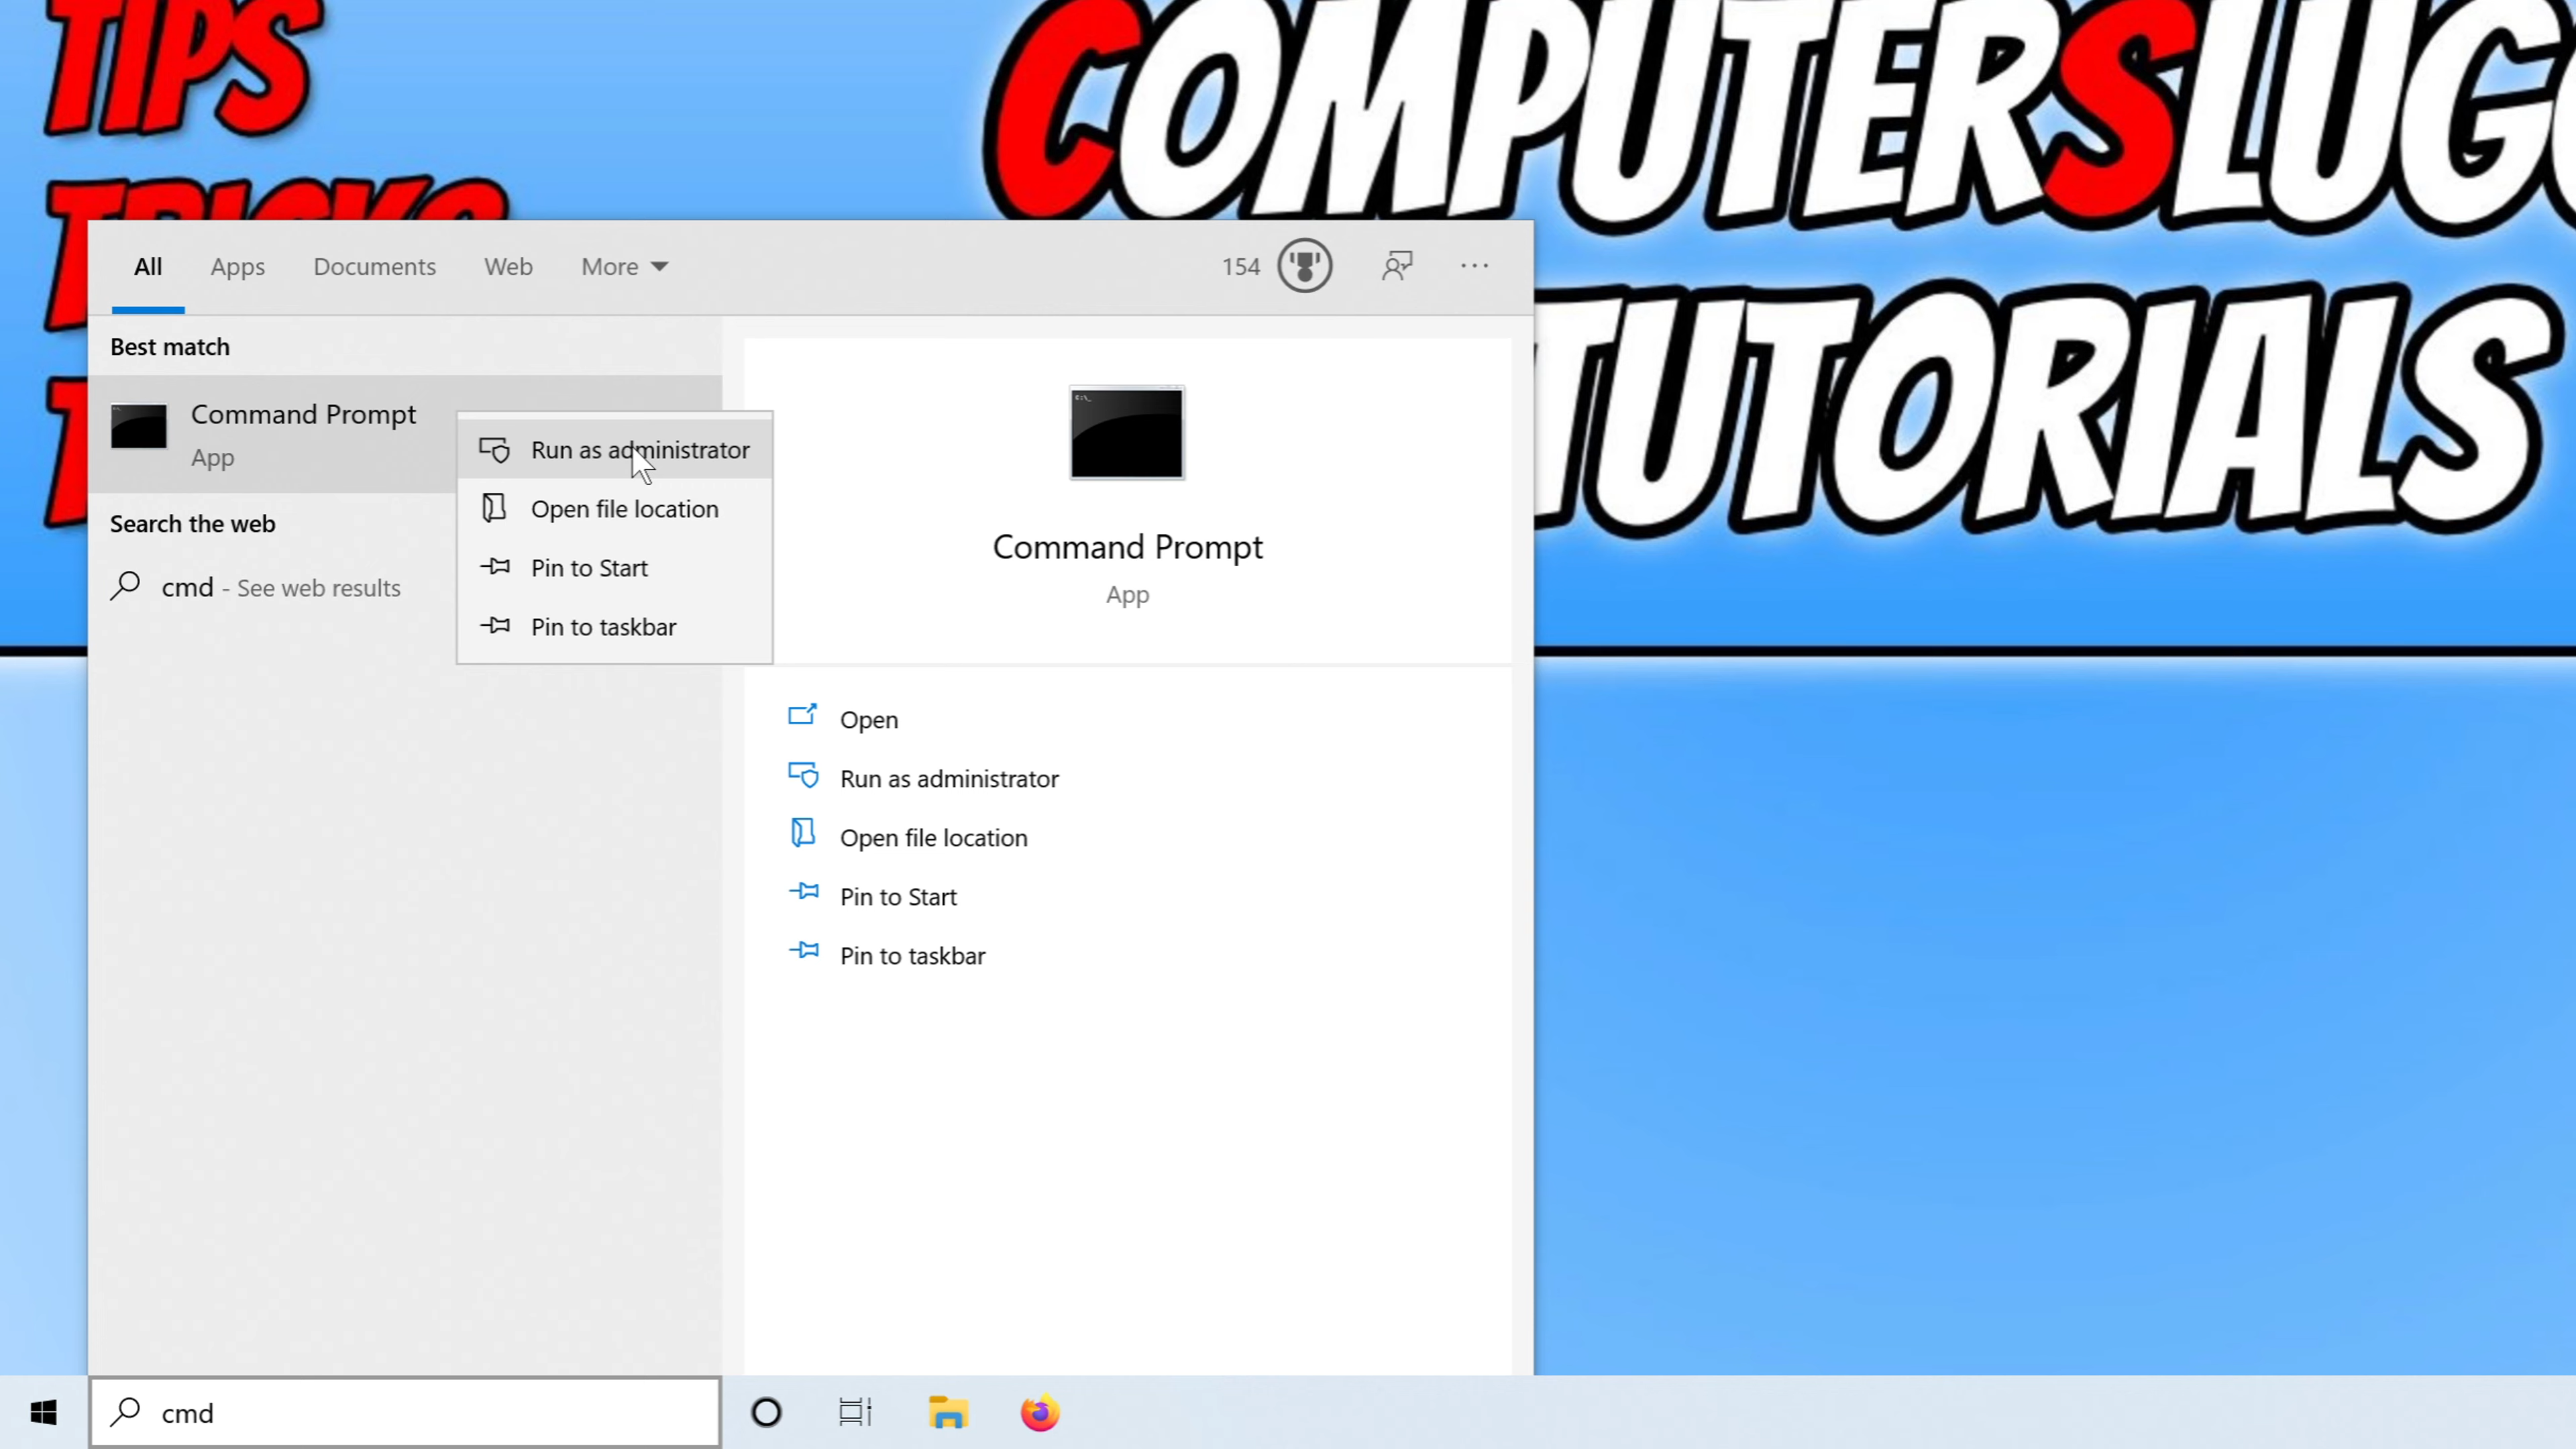 TIPS
COMPUTERSLUG
TUTORIALS
All Apps Documents Web More 154 ...
Best match
Command Prompt
App
Search the web
cmd - See web results
Run as administrator
Open file location
Pin to Start
Pin to taskbar
Command Prompt
App
Open
Run as administrator
Open file location
Pin to Start
Pin to taskbar
cmd